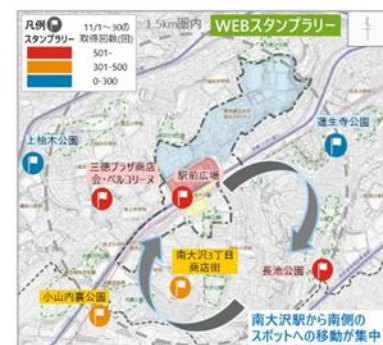 凡例
スタンプラリー
11/1～30の
取得回数(回)
501-
301-500
0-300
1.5km圏内
WEBスタンプラリー
上柚木公園
蓮生寺公園
三徳プラザ商店
会・ベルコリーヌ
駅前広場
南大沢3丁目
商店街
長池公園
小山内裏公園
南大沢駅から南側の
スポットへの移動が集中